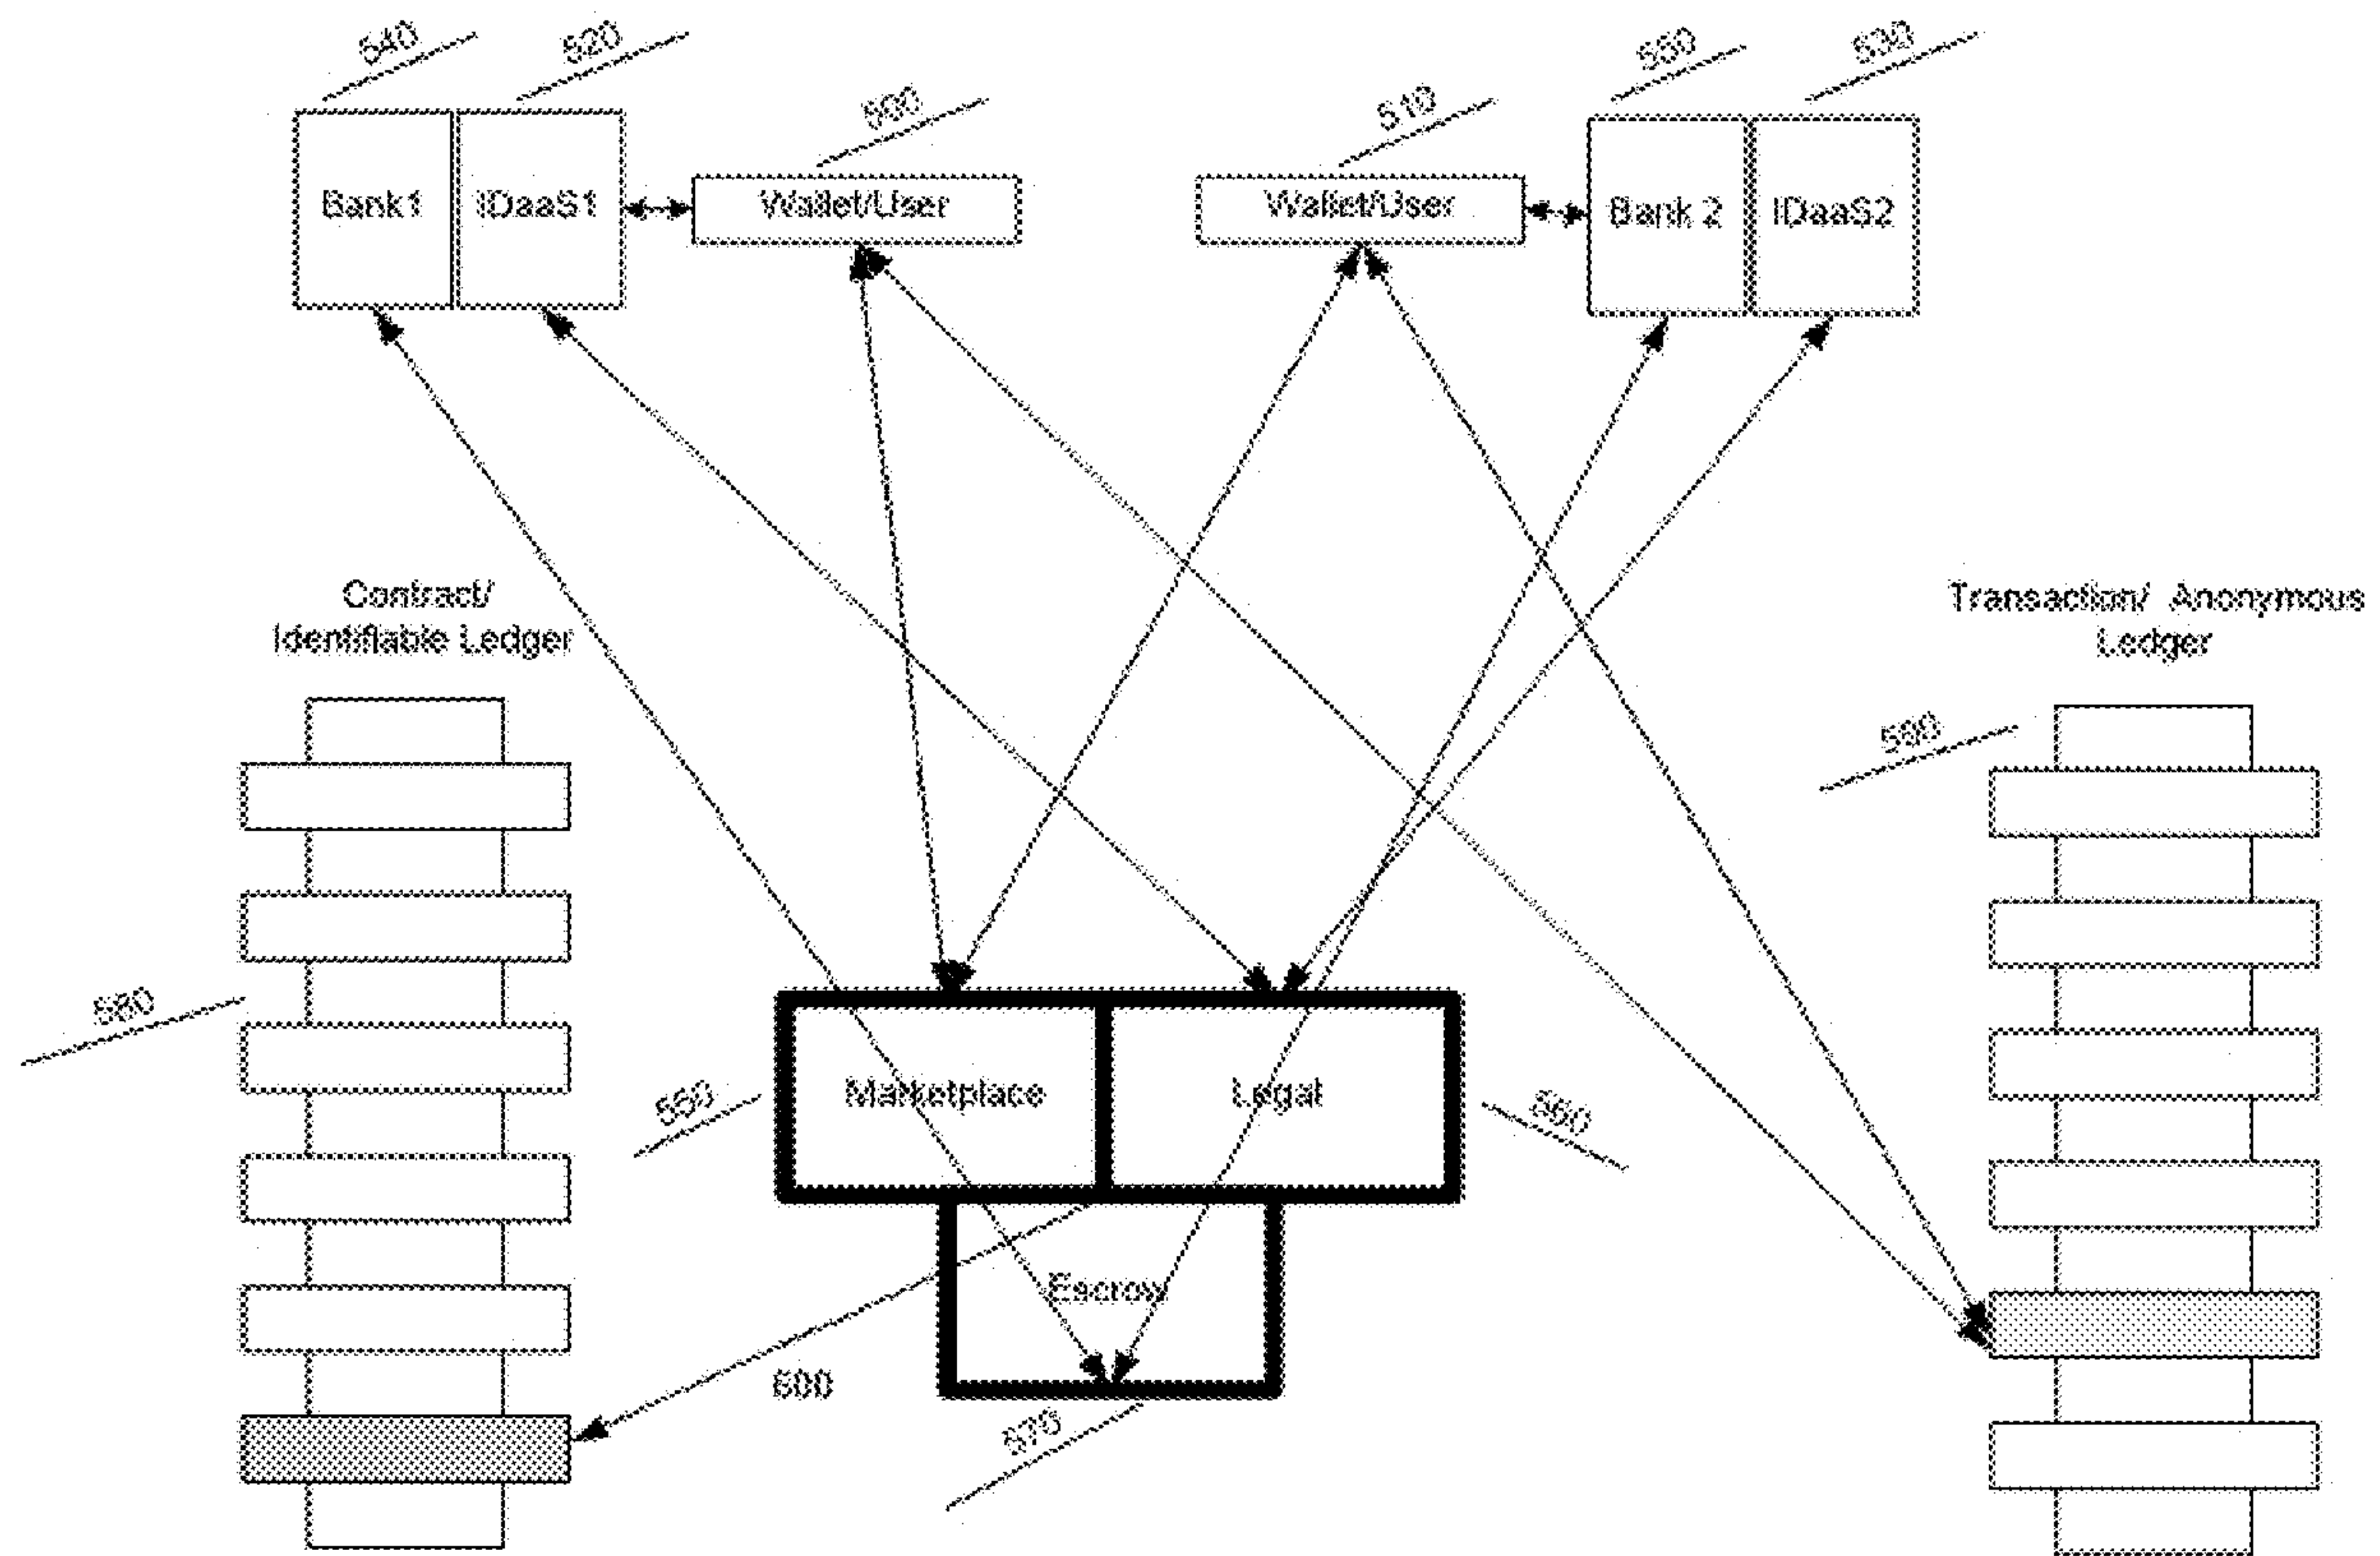 540
520
500
510
550
530
Bank1
IDaaS1
Wallet/User
Wallet/User
Bank 2
IDaaS2
Contract/
Identifiable Ledger
Transaction/ Anonymous
Ledger
580
590
550
560
Marketplace
Legal
Escrow
600
570